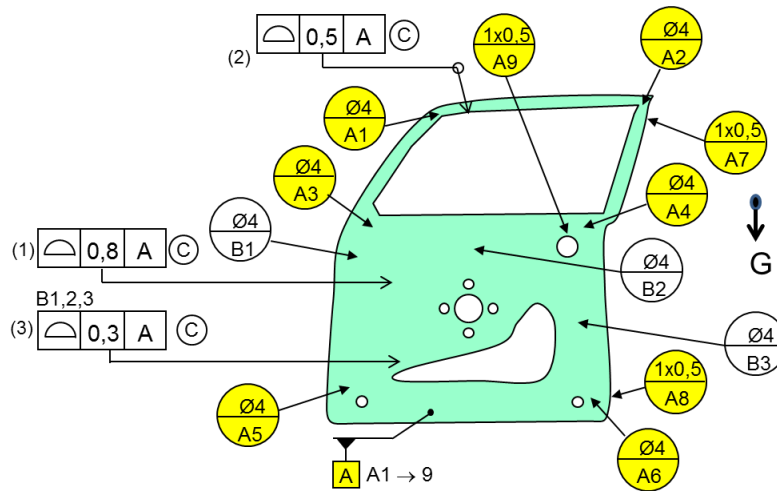 (2) ⌓ 0,5 A Ⓒ
1x0,5
A9
Ø4
A2
Ø4
A1
1x0,5
A7
Ø4
A3
Ø4
A4
Ø4
B1
(1) ⌓ 0,8 A Ⓒ
Ø4
B2
G
B1,2,3
(3) ⌓ 0,3 A Ⓒ
Ø4
B3
1x0,5
A8
Ø4
A5
Ø4
A6
A A1 → 9